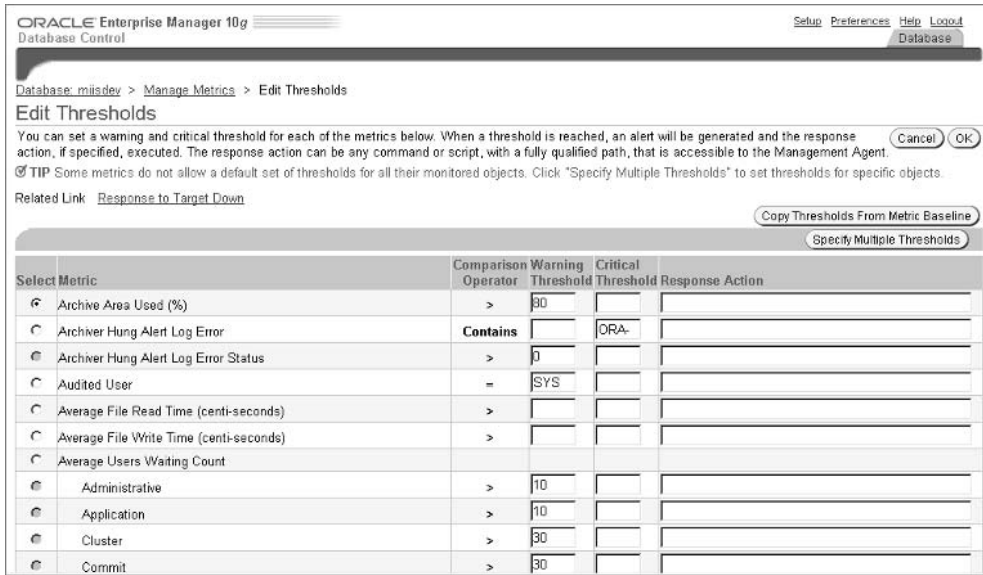 ORACLE Enterprise Manager 10g
Database Control
Setup Preferences Help Logout
Database
Database: miisdev > Manage Metrics > Edit Thresholds
Edit Thresholds
You can set a warning and critical threshold for each of the metrics below. When a threshold is reached, an alert will be generated and the response
action, if specified, executed. The response action can be any command or script, with a fully qualified path, that is accessible to the Management Agent.
Cancel OK
TIP Some metrics do not allow a default set of thresholds for all their monitored objects. Click "Specify Multiple Thresholds" to set thresholds for specific objects.
Related Link Response to Target Down
Copy Thresholds From Metric Baseline
Specify Multiple Thresholds
Select Metric Comparison Operator Warning Threshold Critical Threshold Response Action
Archive Area Used (%) > 80
Archiver Hung Alert Log Error Contains ORA-
Archiver Hung Alert Log Error Status > 0
Audited User = SYS
Average File Read Time (centi-seconds) >
Average File Write Time (centi-seconds) >
Average Users Waiting Count
Administrative > 10
Application > 10
Cluster > 30
Commit > 30